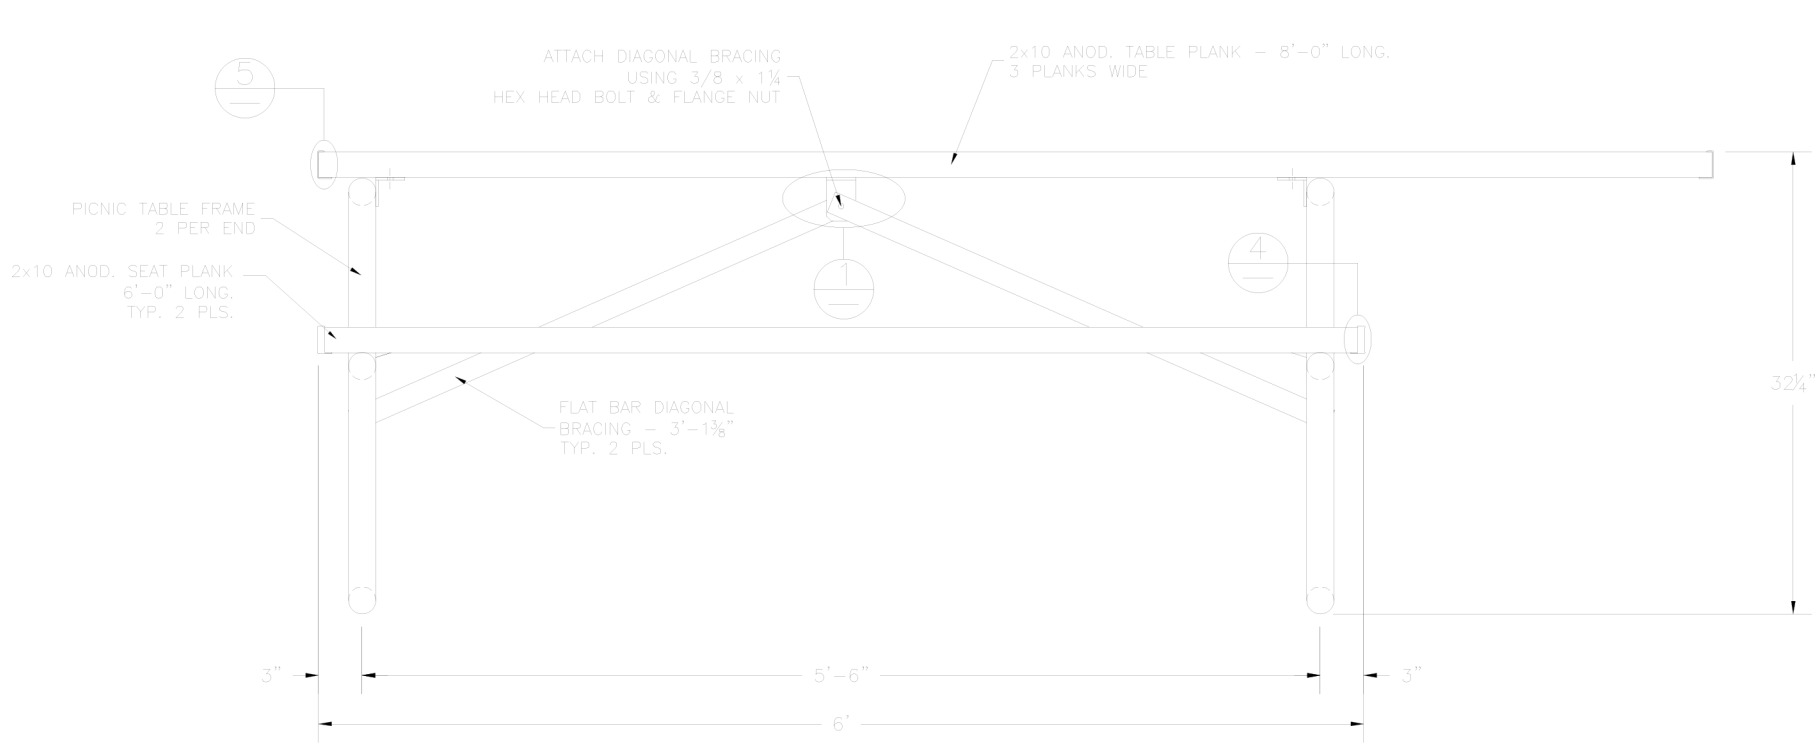 ATTACH DIAGONAL BRACING
USING 3/8 x 1¼
HEX HEAD BOLT & FLANGE NUT
2x10 ANOD. TABLE PLANK - 8'-0" LONG.
3 PLANKS WIDE
5
PICNIC TABLE FRAME
2 PER END
2x10 ANOD. SEAT PLANK
6'-0" LONG.
TYP. 2 PLS.
4
1
32¼"
FLAT BAR DIAGONAL
BRACING - 3'-1⅜"
TYP. 2 PLS.
3"
5'-6"
3"
6'